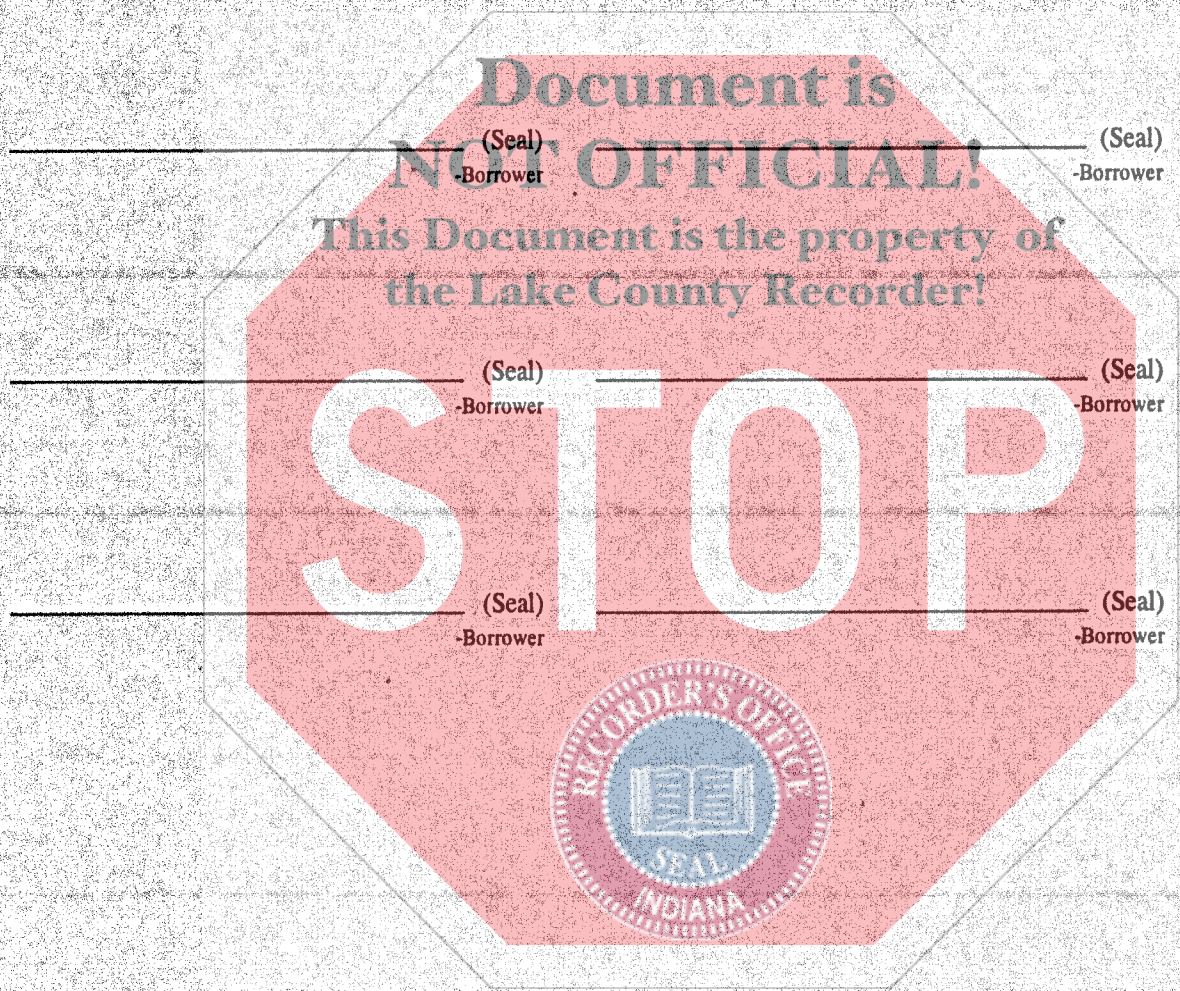 Document is
(Seal) (Seal)
NOT OFFICIAL!
-Borrower -Borrower
This Document is the property of
the Lake County Recorder!
(Seal) (Seal)
-Borrower -Borrower
STOP
(Seal) (Seal)
-Borrower -Borrower
RECORDER'S OFFICE
SEAL
INDIANA